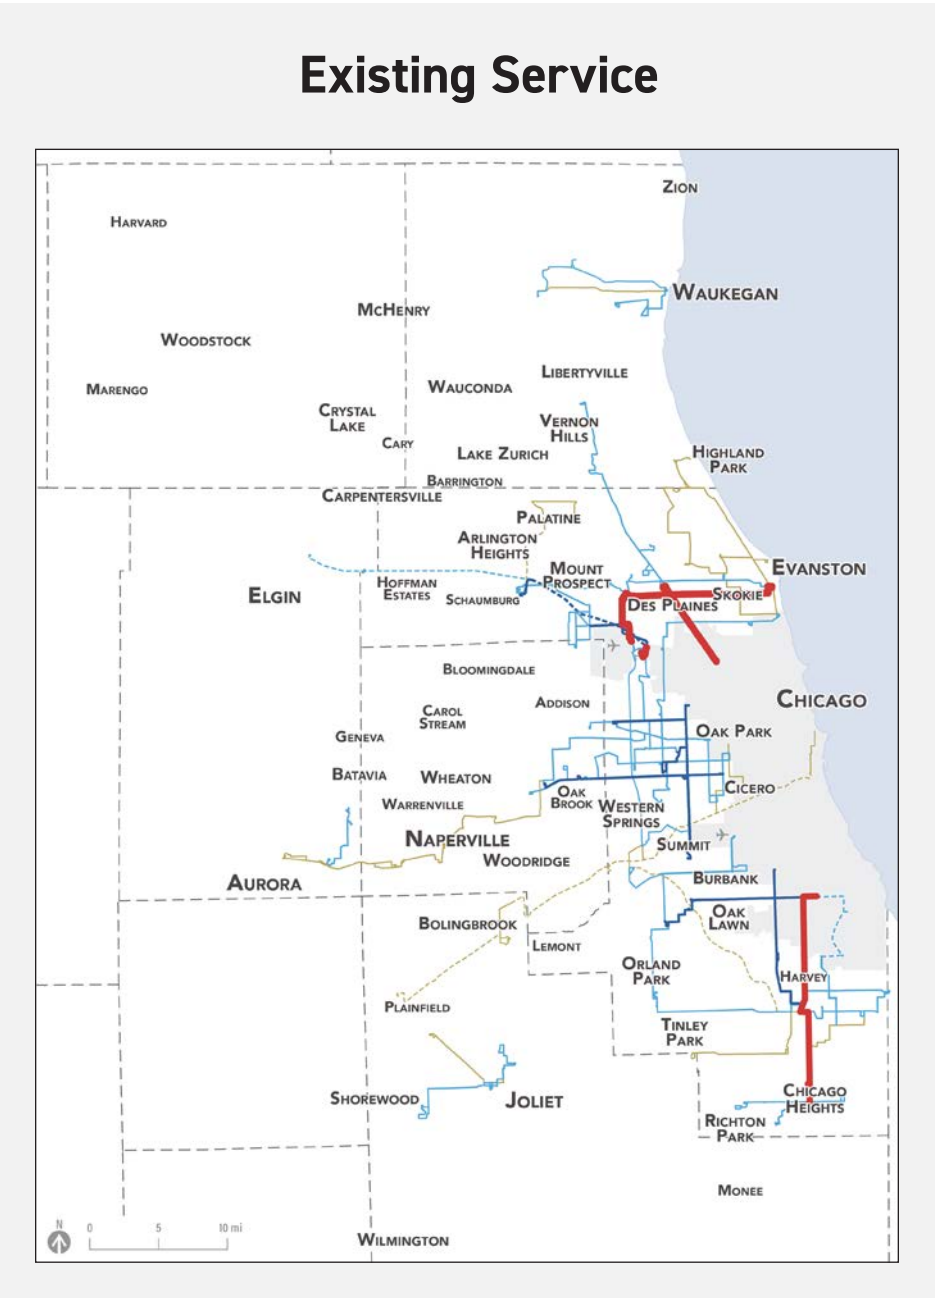 Existing Service
ZION
HARVARD
WAUKEGAN
MCHENRY
WOODSTOCK
LIBERTYVILLE
MARENGO
WAUCONDA
CRYSTAL
LAKE
VERNON
HILLS
CARY
LAKE ZURICH
HIGHLAND
PARK
BARRINGTON
CARPENTERSVILLE
PALATINE
ARLINGTON
HEIGHTS
MOUNT
PROSPECT
EVANSTON
ELGIN
HOFFMAN
ESTATES
SCHAUMBURG
SKOKIE
DES PLAINES
BLOOMINGDALE
ADDISON
CHICAGO
CAROL
STREAM
GENEVA
OAK PARK
BATAVIA
WHEATON
OAK
BROOK
CICERO
WARRENVILLE
WESTERN
SPRINGS
NAPERVILLE
SUMMIT
WOODRIDGE
AURORA
BURBANK
BOLINGBROOK
OAK
LAWN
LEMONT
ORLAND
PARK
HARVEY
PLAINFIELD
TINLEY
PARK
SHOREWOOD
JOLIET
CHICAGO
HEIGHTS
RICHTON
PARK
MONEE
N
0 5 10 mi
WILMINGTON